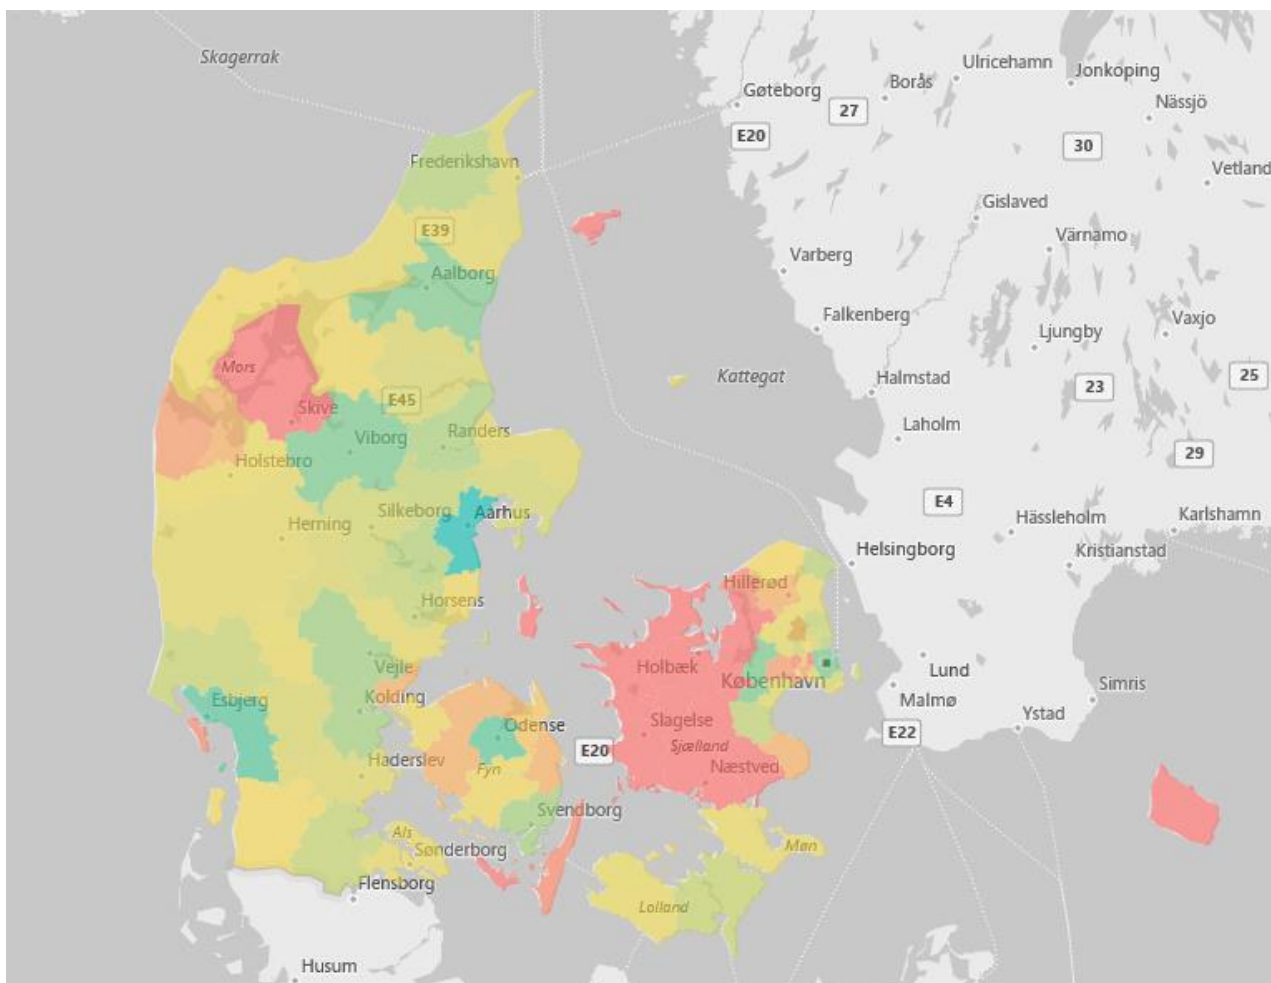 Skagerrak
Ulricehamn
Jonkoping
Gøteborg
Borås
Nässjö
27
E20
30
Frederikshavn
Vetland
Gislaved
E39
Värnamo
Varberg
Aalborg
Falkenberg
Vaxjo
Ljungby
Mors
Kattegat
Halmstad
25
23
E45
Skive
Laholm
Viborg
Randers
29
Holstebro
E4
Silkeborg
Aarhus
Karlshamn
Herning
Hässleholm
Helsingborg
Kristianstad
Hillerød
Horsens
Vejle
Holbæk
Lund
København
Simris
Kolding
Esbjerg
Malmø
Odense
Slagelse
Ystad
E22
Sjælland
E20
Haderslev
Fyn
Næstved
Svendborg
Als
Sønderborg
Møn
Flensborg
Lolland
Husum